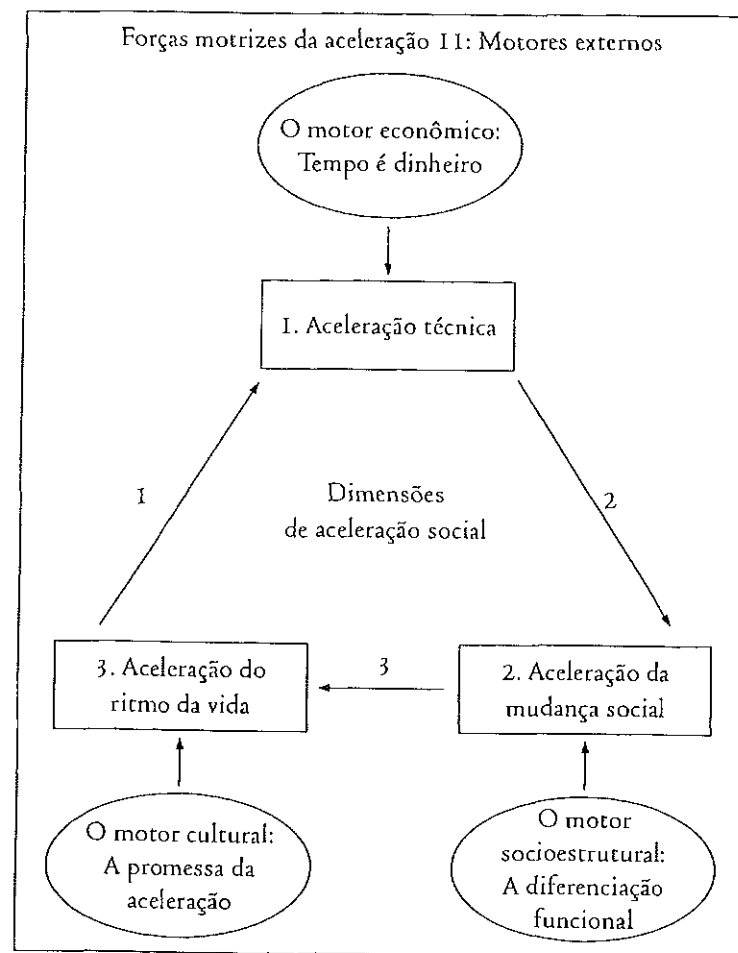 Forças motrizes da aceleração 11: Motores externos
O motor econômico:
Tempo é dinheiro
1. Aceleração técnica
1
Dimensões
de aceleração social
2
3. Aceleração do
ritmo da vida
3
2. Aceleração da
mudança social
O motor cultural:
A promessa da
aceleração
O motor
socioestrutural:
A diferenciação
funcional